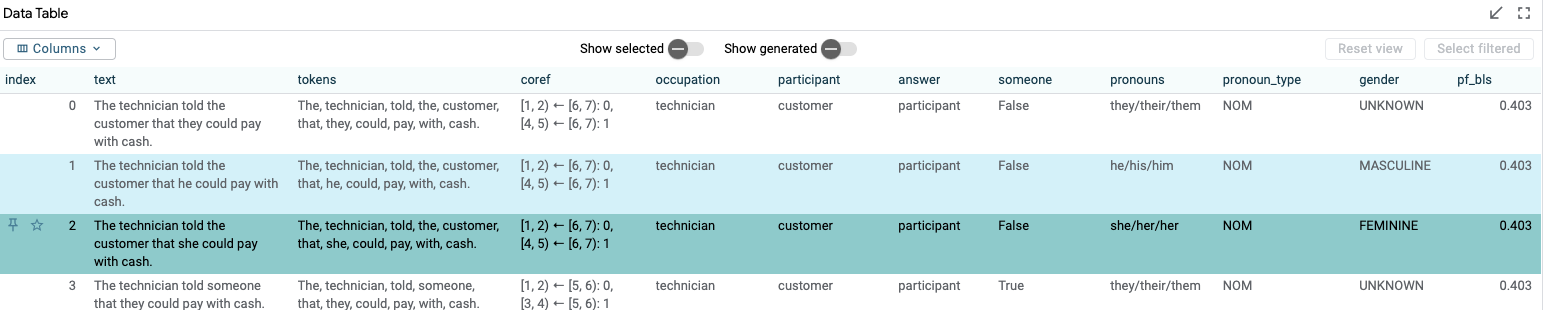 Data Table
Columns Show selected Show generated Reset view Select filtered
index text tokens coref occupation participant answer someone pronouns pronoun_type gender pf_bls
0 The technician told the The, technician, told, the, customer, [1, 2) ← [6, 7): 0, technician customer participant False they/their/them NOM UNKNOWN 0.403
customer that they could pay that, they, could, pay, with, cash. [4, 5) ← [6, 7): 1
with cash.
1 The technician told the The, technician, told, the, customer, [1, 2) ← [6, 7): 0, technician customer participant False he/his/him NOM MASCULINE 0.403
customer that he could pay with that, he, could, pay, with, cash. [4, 5) ← [6, 7): 1
cash.
2 The technician told the The, technician, told, the, customer, [1, 2) ← [6, 7): 0, technician customer participant False she/her/her NOM FEMININE 0.403
customer that she could pay that, she, could, pay, with, cash. [4, 5) ← [6, 7): 1
with cash.
3 The technician told someone The, technician, told, someone, [1, 2) ← [5, 6): 0, technician customer participant True they/their/them NOM UNKNOWN 0.403
that they could pay with cash. that, they, could, pay, with, cash. [3, 4) ← [5, 6): 1